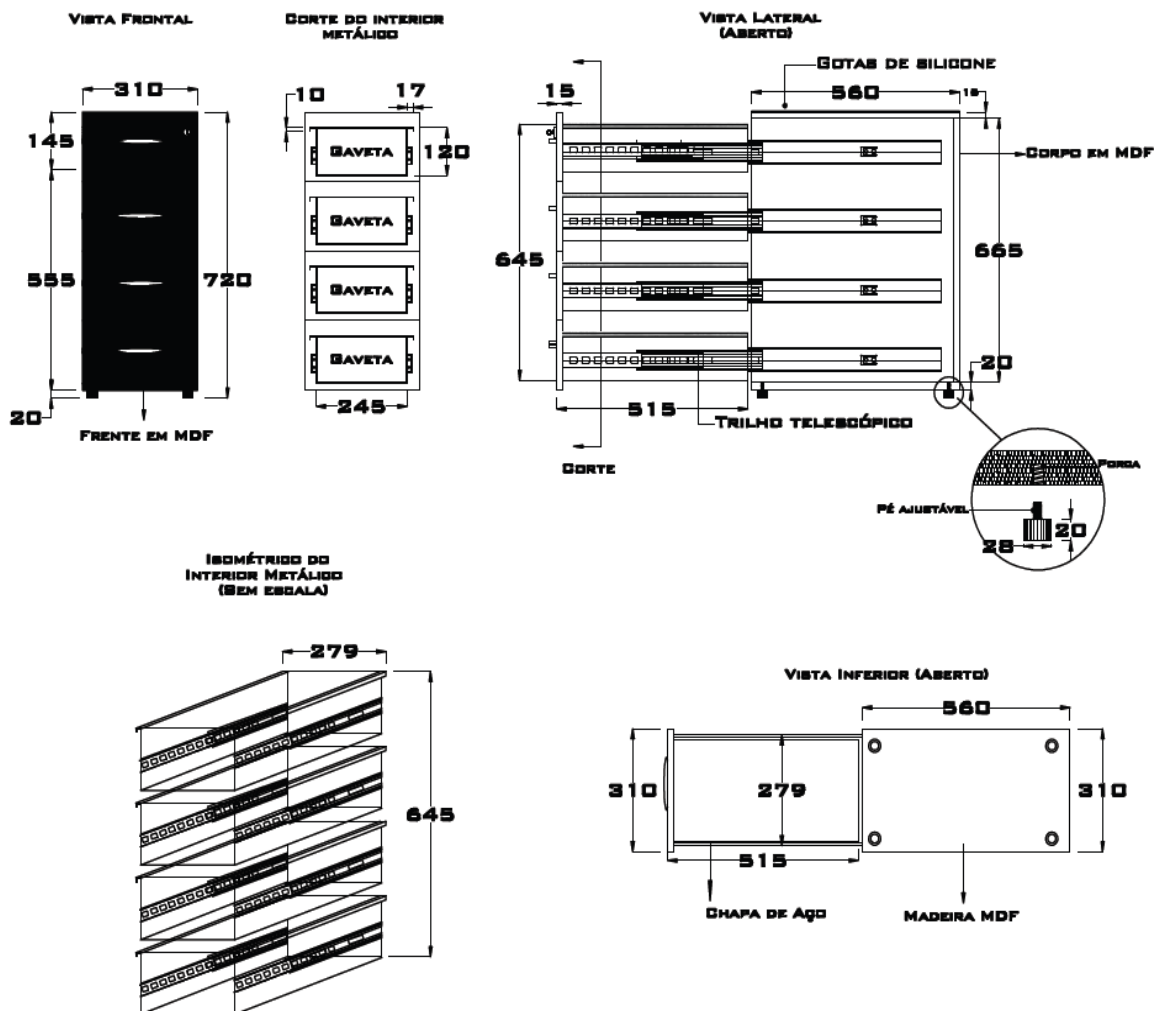 Vista Frontal
Corte do interior
metálico
Vista Lateral
(Aberto)
Gotas de silicone
310
10
17
15
560
145
Gaveta
120
Corpo em MDF
Gaveta
555
720
645
665
Gaveta
Gaveta
20
20
245
515
Trilho telescópico
Frente em MDF
Corte
Porca
Pé ajustável
20
28
Isométrico do
Interior Metálico
(Sem escala)
279
Vista Inferior (Aberto)
560
310
279
310
645
515
Chapa de Aço
Madeira MDF